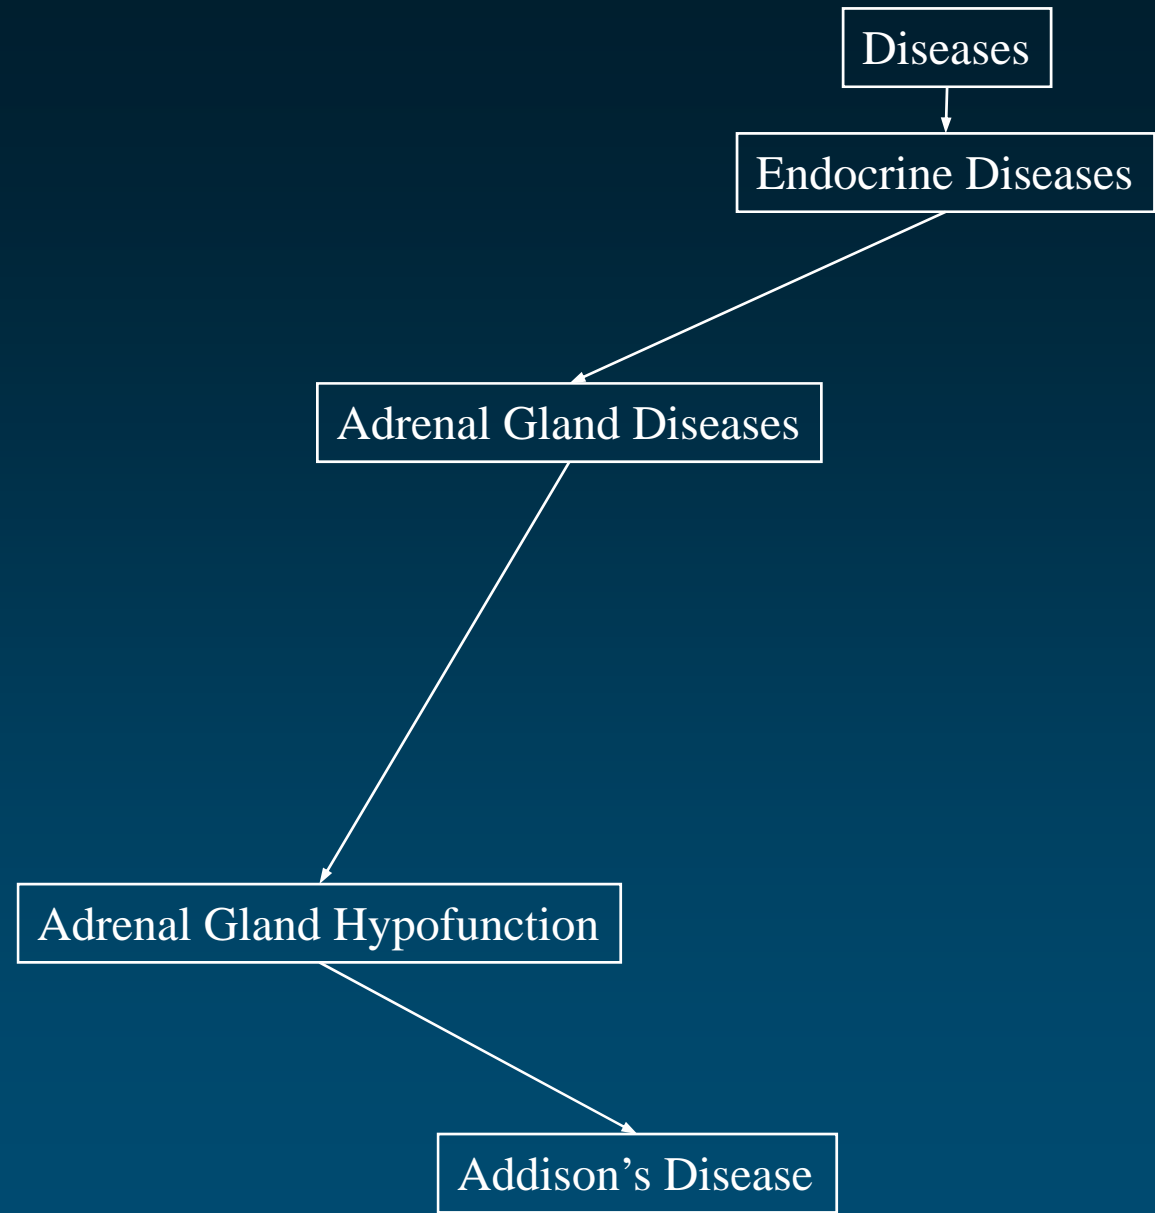 Diseases
Endocrine Diseases
Adrenal Gland Diseases
Adrenal Gland Hypofunction
Addison’s Disease